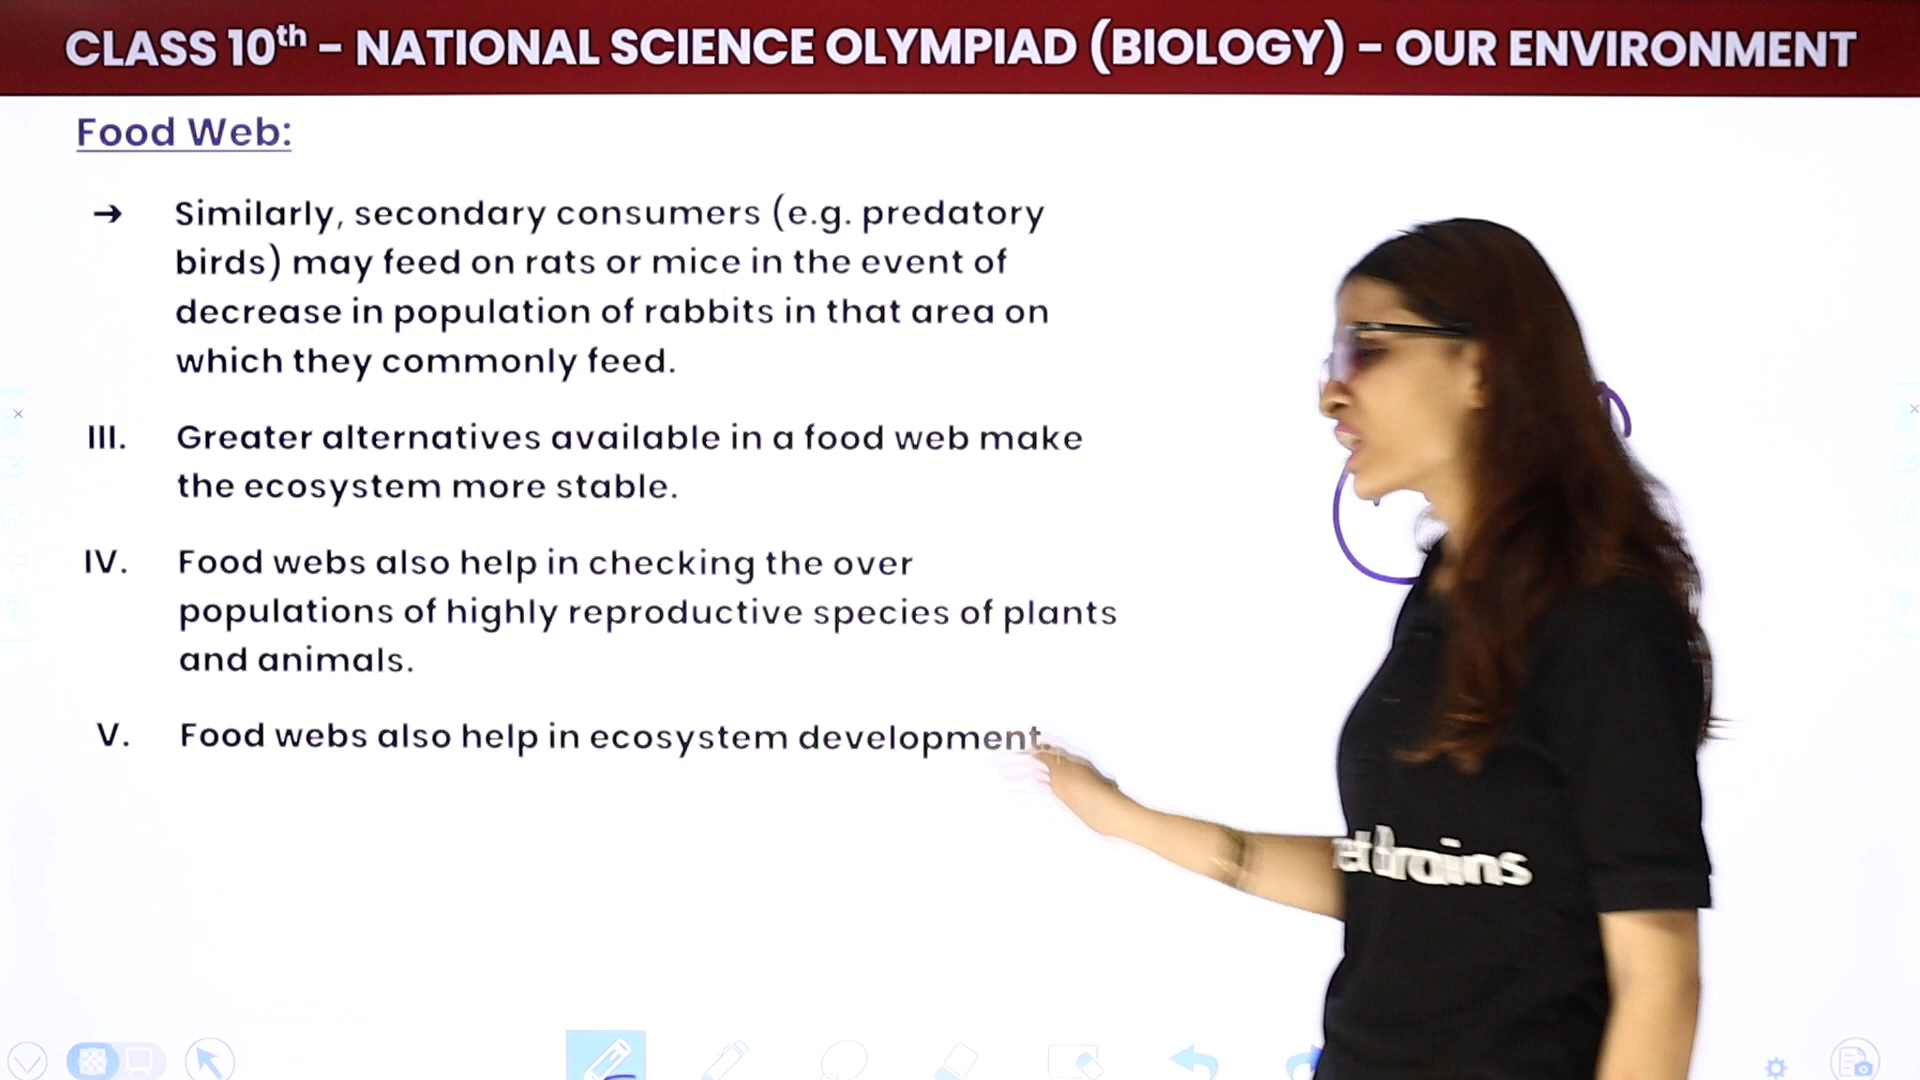 CLASS 10th – NATIONAL SCIENCE OLYMPIAD (BIOLOGY) – OUR ENVIRONMENT
Food Web:
→ Similarly, secondary consumers (e.g. predatory
birds) may feed on rats or mice in the event of
decrease in population of rabbits in that area on
which they commonly feed.
III. Greater alternatives available in a food web make
the ecosystem more stable.
IV. Food webs also help in checking the over
populations of highly reproductive species of plants
and animals.
V. Food webs also help in ecosystem development.